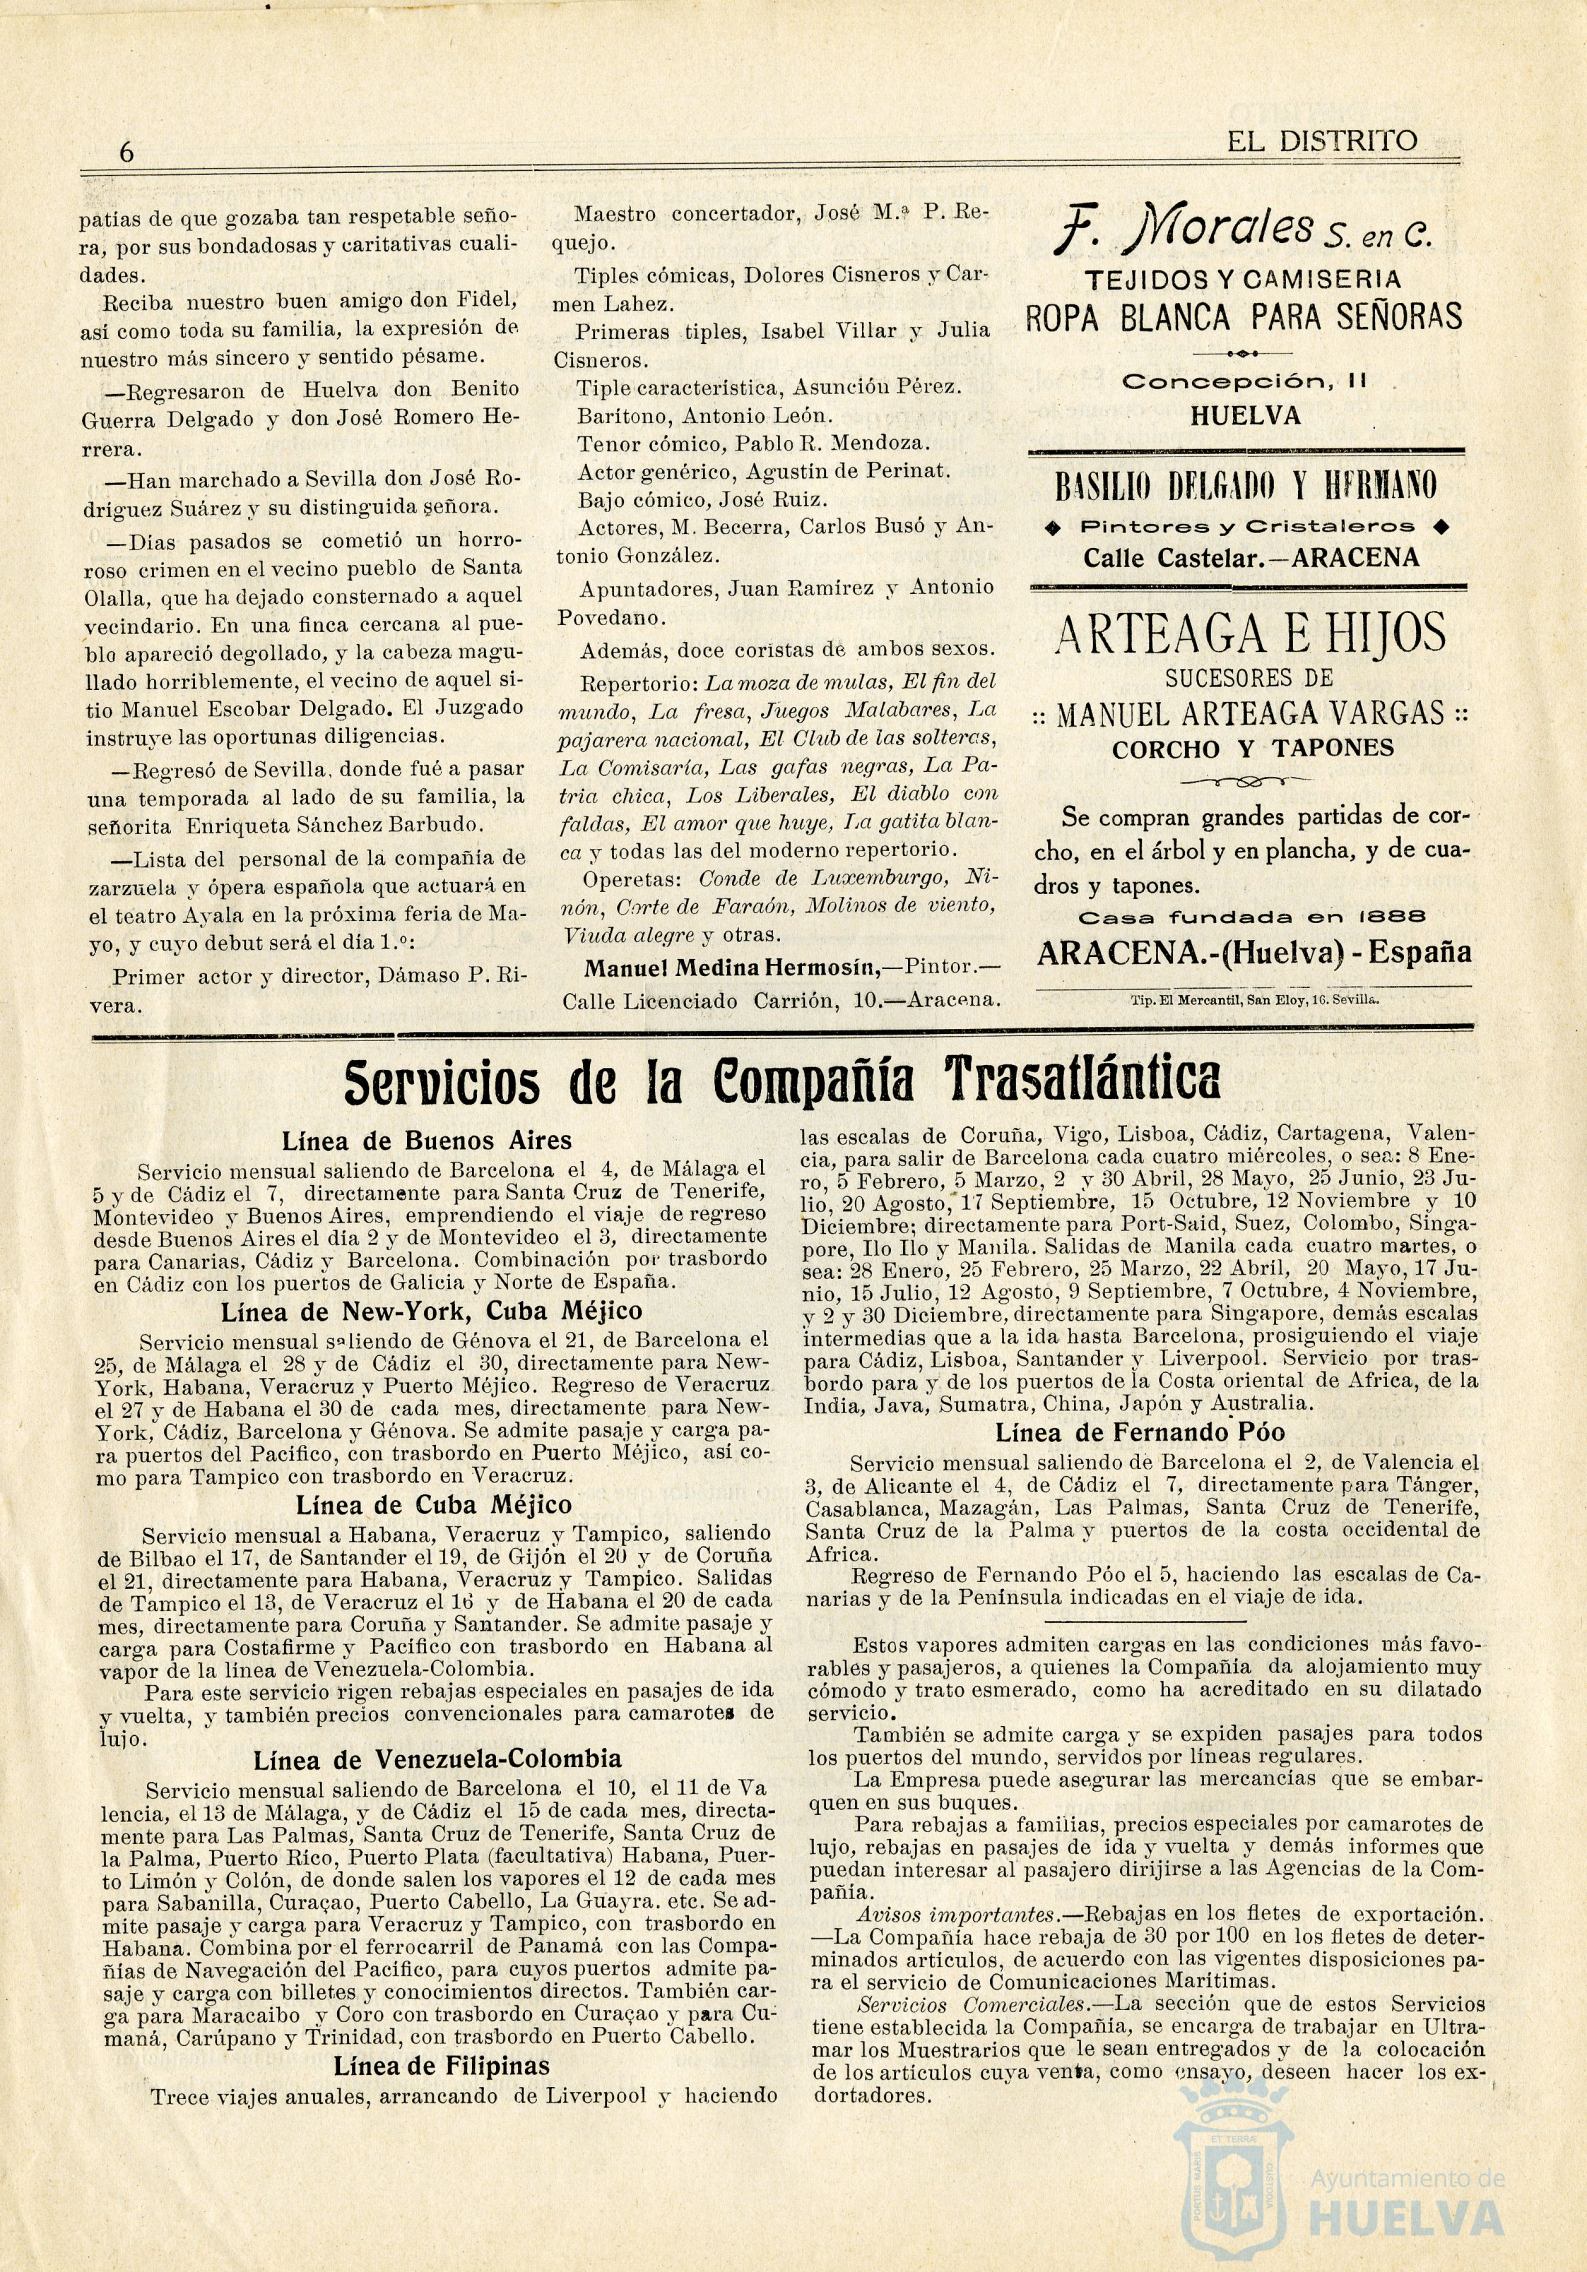 6
EL DISTRITO
patias de que gozaba tan respetable seño-
ra, por sus bondadosas y caritativas cuali-
dades.
Reciba nuestro buen amigo don Fidel,
así como toda su familia, la expresión de
nuestro más sincero y sentido pésame.
—Regresaron de Huelva don Benito
Guerra Delgado y don José Romero He-
rrera.
—Han marchado a Sevilla don José Ro-
dríguez Suárez y su distinguida señora.
—Días pasados se cometió un horro-
roso crimen en el vecino pueblo de Santa
Olalla, que ha dejado consternado a aquel
vecindario. En una finca cercana al pue-
blo apareció degollado, y la cabeza magu-
llado horriblemente, el vecino de aquel si-
tio Manuel Escobar Delgado. El Juzgado
instruye las oportunas diligencias.
—Regresó de Sevilla, donde fué a pasar
una temporada al lado de su familia, la
señorita Enriqueta Sánchez Barbudo.
—Lista del personal de la compañía de
zarzuela y ópera española que actuará en
el teatro Ayala en la próxima feria de Ma-
yo, y cuyo debut será el día 1.º:
Primer actor y director, Dámaso P. Ri-
vera.
Maestro concertador, José M.ª P. Re-
quejo.
Tiples cómicas, Dolores Cisneros y Car-
men Lahez.
Primeras tiples, Isabel Villar y Julia
Cisneros.
Tiple característica, Asunción Pérez.
Barítono, Antonio León.
Tenor cómico, Pablo R. Mendoza.
Actor genérico, Agustín de Perinat.
Bajo cómico, José Ruiz.
Actores, M. Becerra, Carlos Busó y An-
tonio González.
Apuntadores, Juan Ramírez y Antonio
Povedano.
Además, doce coristas de ambos sexos.
Repertorio: La moza de mulas, El fin del
mundo, La fresa, Juegos Malabares, La
pajarera nacional, El Club de las solteras,
La Comisaría, Las gafas negras, La Pa-
tria chica, Los Liberales, El diablo con
faldas, El amor que huye, La gatita blan-
ca y todas las del moderno repertorio.
Operetas: Conde de Luxemburgo, Ni-
nón, Corte de Faraón, Molinos de viento,
Viuda alegre y otras.
Manuel Medina Hermosín,—Pintor.—
Calle Licenciado Carrión, 10.—Aracena.
F. Morales S. en C.
TEJIDOS Y CAMISERIA
ROPA BLANCA PARA SEÑORAS
Concepción, 11
HUELVA
BASILIO DELGADO Y HERMANO
◆ Pintores y Cristaleros ◆
Calle Castelar.—ARACENA
ARTEAGA E HIJOS
SUCESORES DE
:: MANUEL ARTEAGA VARGAS ::
CORCHO Y TAPONES
Se compran grandes partidas de cor-
cho, en el árbol y en plancha, y de cua-
dros y tapones.
Casa fundada en 1888
ARACENA.-(Huelva) - España
Tip. El Mercantil, San Eloy, 16. Sevilla.
Servicios de la Compañía Trasatlántica
Línea de Buenos Aires
Servicio mensual saliendo de Barcelona el 4, de Málaga el
5 y de Cádiz el 7, directamente para Santa Cruz de Tenerife,
Montevideo y Buenos Aires, emprendiendo el viaje de regreso
desde Buenos Aires el día 2 y de Montevideo el 3, directamente
para Canarias, Cádiz y Barcelona. Combinación por trasbordo
en Cádiz con los puertos de Galicia y Norte de España.
Línea de New-York, Cuba Méjico
Servicio mensual saliendo de Génova el 21, de Barcelona el
25, de Málaga el 28 y de Cádiz el 30, directamente para New-
York, Habana, Veracruz y Puerto Méjico. Regreso de Veracruz
el 27 y de Habana el 30 de cada mes, directamente para New-
York, Cádiz, Barcelona y Génova. Se admite pasaje y carga pa-
ra puertos del Pacífico, con trasbordo en Puerto Méjico, así co-
mo para Tampico con trasbordo en Veracruz.
Línea de Cuba Méjico
Servicio mensual a Habana, Veracruz y Tampico, saliendo
de Bilbao el 17, de Santander el 19, de Gijón el 20 y de Coruña
el 21, directamente para Habana, Veracruz y Tampico. Salidas
de Tampico el 13, de Veracruz el 16 y de Habana el 20 de cada
mes, directamente para Coruña y Santander. Se admite pasaje y
carga para Costafirme y Pacífico con trasbordo en Habana al
vapor de la línea de Venezuela-Colombia.
Para este servicio rigen rebajas especiales en pasajes de ida
y vuelta, y también precios convencionales para camarotes de
lujo.
Línea de Venezuela-Colombia
Servicio mensual saliendo de Barcelona el 10, el 11 de Va
lencia, el 13 de Málaga, y de Cádiz el 15 de cada mes, directa-
mente para Las Palmas, Santa Cruz de Tenerife, Santa Cruz de
la Palma, Puerto Rico, Puerto Plata (facultativa) Habana, Puer-
to Limón y Colón, de donde salen los vapores el 12 de cada mes
para Sabanilla, Curaçao, Puerto Cabello, La Guayra. etc. Se ad-
mite pasaje y carga para Veracruz y Tampico, con trasbordo en
Habana. Combina por el ferrocarril de Panamá con las Compa-
ñías de Navegación del Pacífico, para cuyos puertos admite pa-
saje y carga con billetes y conocimientos directos. También car-
ga para Maracaibo y Coro con trasbordo en Curaçao y para Cu-
maná, Carúpano y Trinidad, con trasbordo en Puerto Cabello.
Línea de Filipinas
Trece viajes anuales, arrancando de Liverpool y haciendo
las escalas de Coruña, Vigo, Lisboa, Cádiz, Cartagena, Valen-
cia, para salir de Barcelona cada cuatro miércoles, o sea: 8 Ene-
ro, 5 Febrero, 5 Marzo, 2 y 30 Abril, 28 Mayo, 25 Junio, 23 Ju-
lio, 20 Agosto, 17 Septiembre, 15 Octubre, 12 Noviembre y 10
Diciembre; directamente para Port-Said, Suez, Colombo, Singa-
pore, Ilo Ilo y Manila. Salidas de Manila cada cuatro martes, o
sea: 28 Enero, 25 Febrero, 25 Marzo, 22 Abril, 20 Mayo, 17 Ju-
nio, 15 Julio, 12 Agosto, 9 Septiembre, 7 Octubre, 4 Noviembre,
y 2 y 30 Diciembre, directamente para Singapore, demás escalas
intermedias que a la ida hasta Barcelona, prosiguiendo el viaje
para Cádiz, Lisboa, Santander y Liverpool. Servicio por tras-
bordo para y de los puertos de la Costa oriental de Africa, de la
India, Java, Sumatra, China, Japón y Australia.
Línea de Fernando Póo
Servicio mensual saliendo de Barcelona el 2, de Valencia el
3, de Alicante el 4, de Cádiz el 7, directamente para Tánger,
Casablanca, Mazagán, Las Palmas, Santa Cruz de Tenerife,
Santa Cruz de la Palma y puertos de la costa occidental de
Africa.
Regreso de Fernando Póo el 5, haciendo las escalas de Ca-
narias y de la Península indicadas en el viaje de ida.
Estos vapores admiten cargas en las condiciones más favo-
rables y pasajeros, a quienes la Compañía da alojamiento muy
cómodo y trato esmerado, como ha acreditado en su dilatado
servicio.
También se admite carga y se expiden pasajes para todos
los puertos del mundo, servidos por líneas regulares.
La Empresa puede asegurar las mercancías que se embar-
quen en sus buques.
Para rebajas a familias, precios especiales por camarotes de
lujo, rebajas en pasajes de ida y vuelta y demás informes que
puedan interesar al pasajero dirijirse a las Agencias de la Com-
pañía.
Avisos importantes.—Rebajas en los fletes de exportación.
—La Compañía hace rebaja de 30 por 100 en los fletes de deter-
minados artículos, de acuerdo con las vigentes disposiciones pa-
ra el servicio de Comunicaciones Marítimas.
Servicios Comerciales.—La sección que de estos Servicios
tiene establecida la Compañía, se encarga de trabajar en Ultra-
mar los Muestrarios que le sean entregados y de la colocación
de los artículos cuya venta, como ensayo, deseen hacer los ex-
dortadores.
ET TERRÆ
PORTUS MARIS
CUSTODIA
Ayuntamiento de
HUELVA